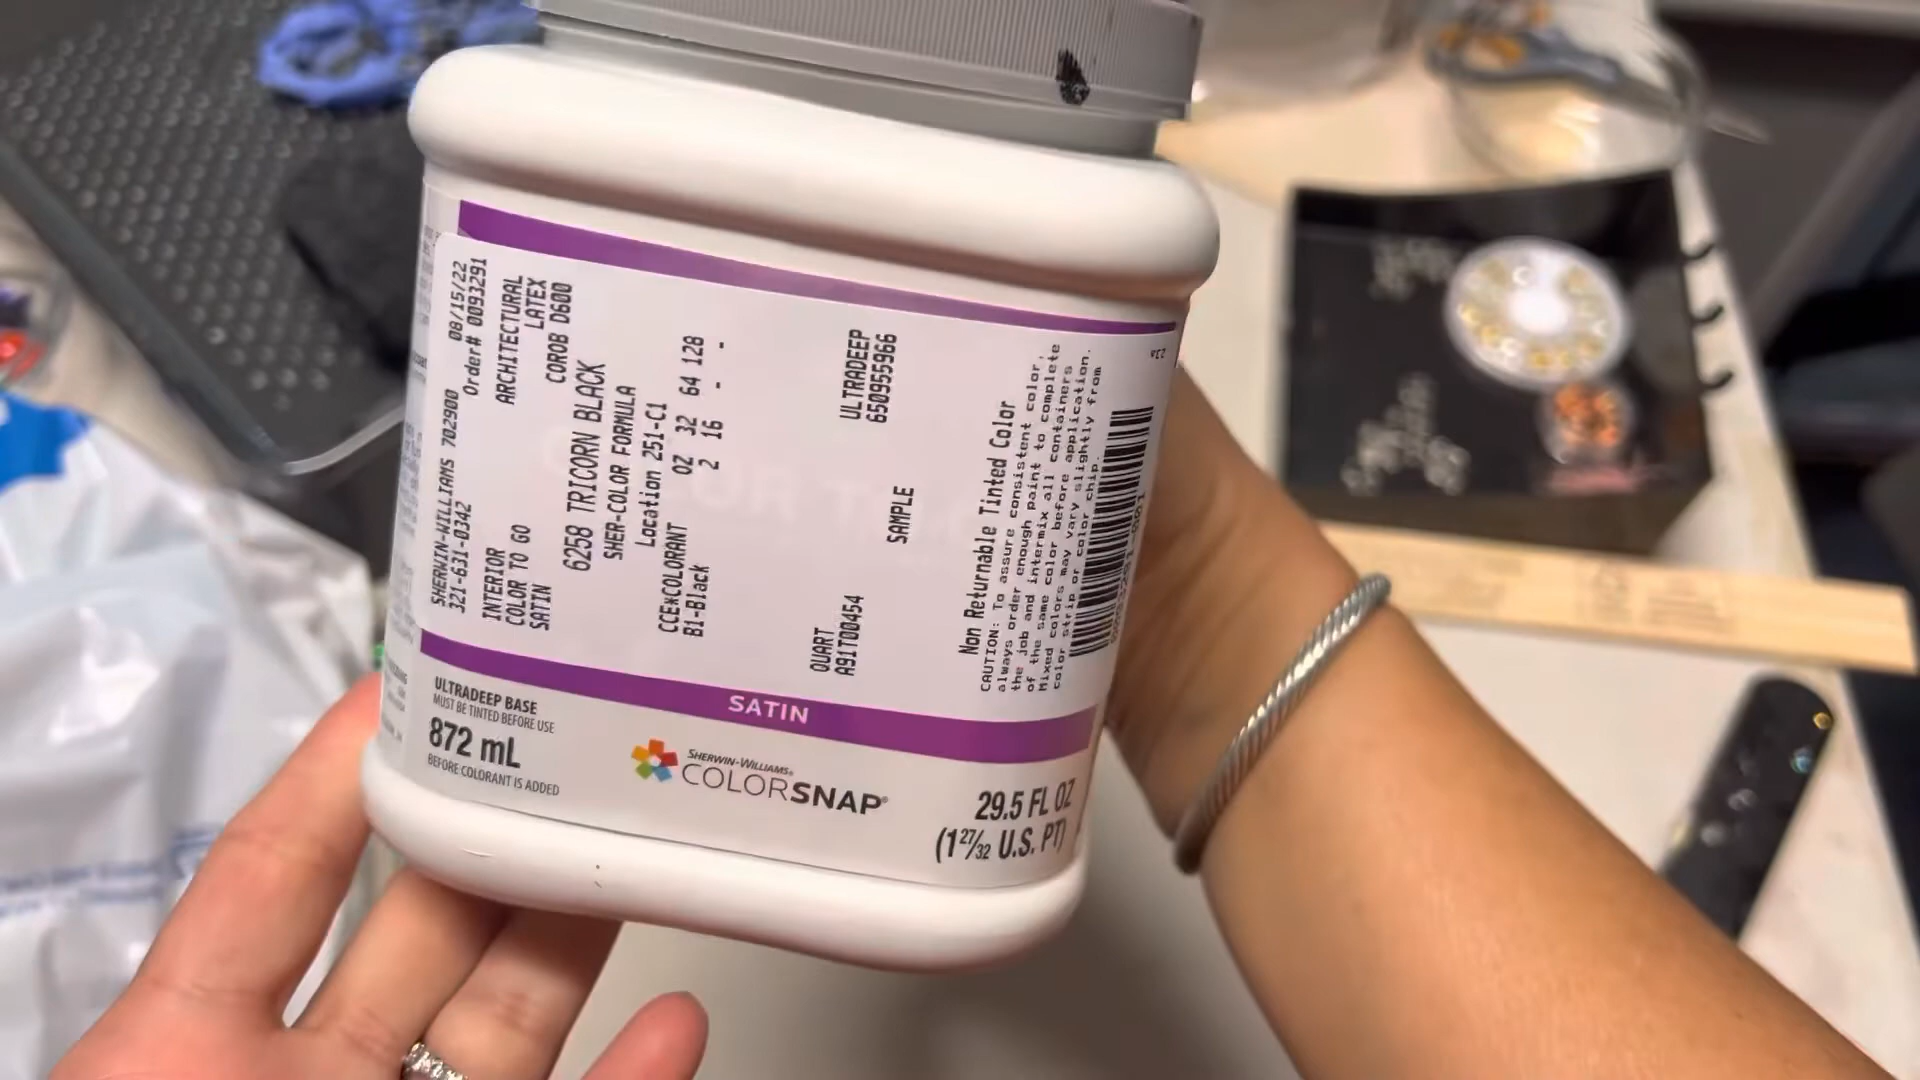 SHERWIN-WILLIAMS 702900 08/15/22
321-631-0342 Order# 0093291
INTERIOR ARCHITECTURAL
COLOR TO GO LATEX
SATIN COROB D600
6258 TRICORN BLACK
SHER-COLOR FORMULA
Location 251-C1
CCE*COLORANT OZ 32 64 128
B1-Black 2 16 - -
QUART ULTRADEEP
A91T00454 650955966
SAMPLE
Non Returnable Tinted Color
CAUTION: To assure consistent color,
always order enough paint to complete
the job and intermix all containers
of the same color before application.
Mixed colors may vary slightly from
color strip or color chip.
SATIN
ULTRADEEP BASE
MUST BE TINTED BEFORE USE
872 mL
BEFORE COLORANT IS ADDED
SHERWIN-WILLIAMS®
COLORSNAP®
29.5 FL OZ
(1 27/32 U.S. PT)